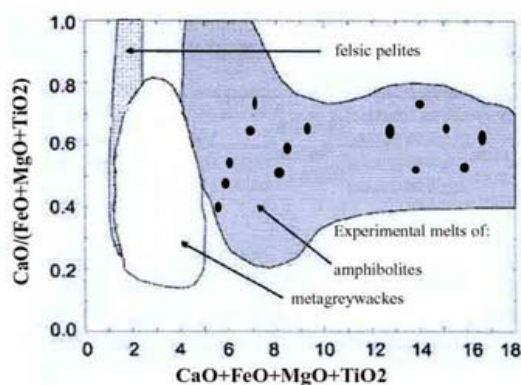 1.0
felsic pelites
0.8
0.6
0.4
Experimental melts of:
amphibolites
0.2
metagreywackes
0.0
0 2 4 6 8 10 12 14 16 18
CaO/(FeO+MgO+TiO2)
CaO+FeO+MgO+TiO2